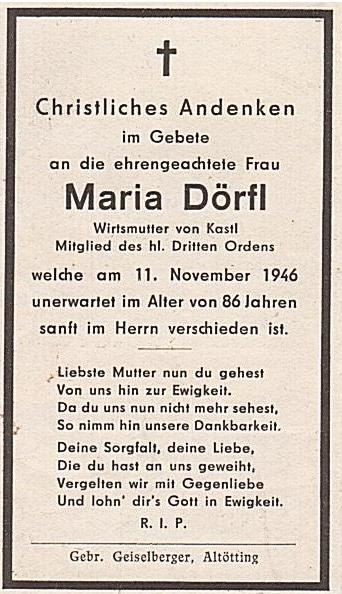 Christliches Andenken
im Gebete
an die ehrengeachtete Frau
Maria Dörfl
Wirtsmutter von Kastl
Mitglied des hl. Dritten Ordens
welche am 11. November 1946
unerwartet im Alter von 86 Jahren
sanft im Herrn verschieden ist.
Liebste Mutter nun du gehest
Von uns hin zur Ewigkeit.
Da du uns nun nicht mehr sehest,
So nimm hin unsere Dankbarkeit.
Deine Sorgfalt, deine Liebe,
Die du hast an uns geweiht,
Vergelten wir mit Gegenliebe
Und lohn' dir's Gott in Ewigkeit.
R. I. P.
Gebr. Geiselberger, Altötting